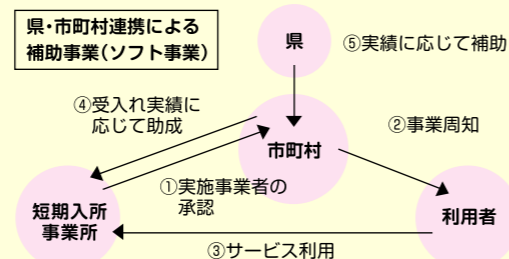 県・市町村連携による
補助事業(ソフト事業)
県
⑤実績に応じて補助
④受入れ実績に
応じて助成
市町村
②事業周知
①実施事業者の
承認
短期入所
事業所
利用者
③サービス利用